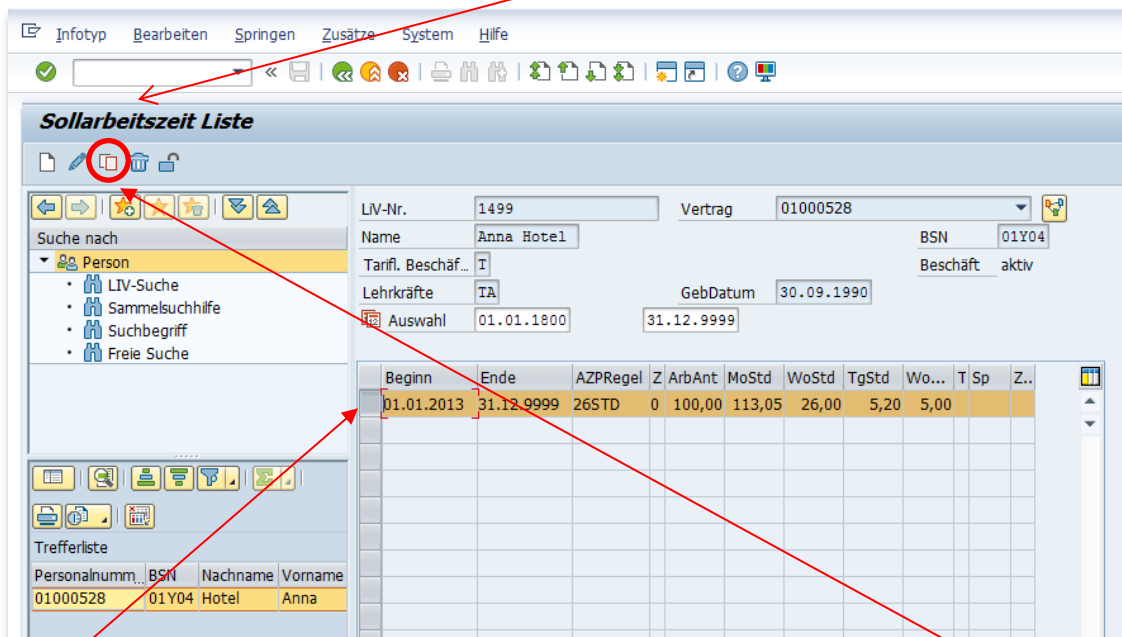 Infotyp Bearbeiten Springen Zusätze System Hilfe
Sollarbeitszeit Liste
Suche nach
Person
LIV-Suche
Sammelsuchhilfe
Suchbegriff
Freie Suche
Trefferliste
Personalnumm... BSN Nachname Vorname
01000528 01Y04 Hotel Anna
LiV-Nr. 1499 Vertrag 01000528
Name Anna Hotel BSN 01Y04
Tarifl. Beschäf... T Beschäft aktiv
Lehrkräfte TA GebDatum 30.09.1990
Auswahl 01.01.1800 31.12.9999
Beginn Ende AZPRegel Z ArbAnt MoStd WoStd TgStd Wo... T Sp Z..
01.01.2013 31.12.9999 26STD 0 100,00 113,05 26,00 5,20 5,00